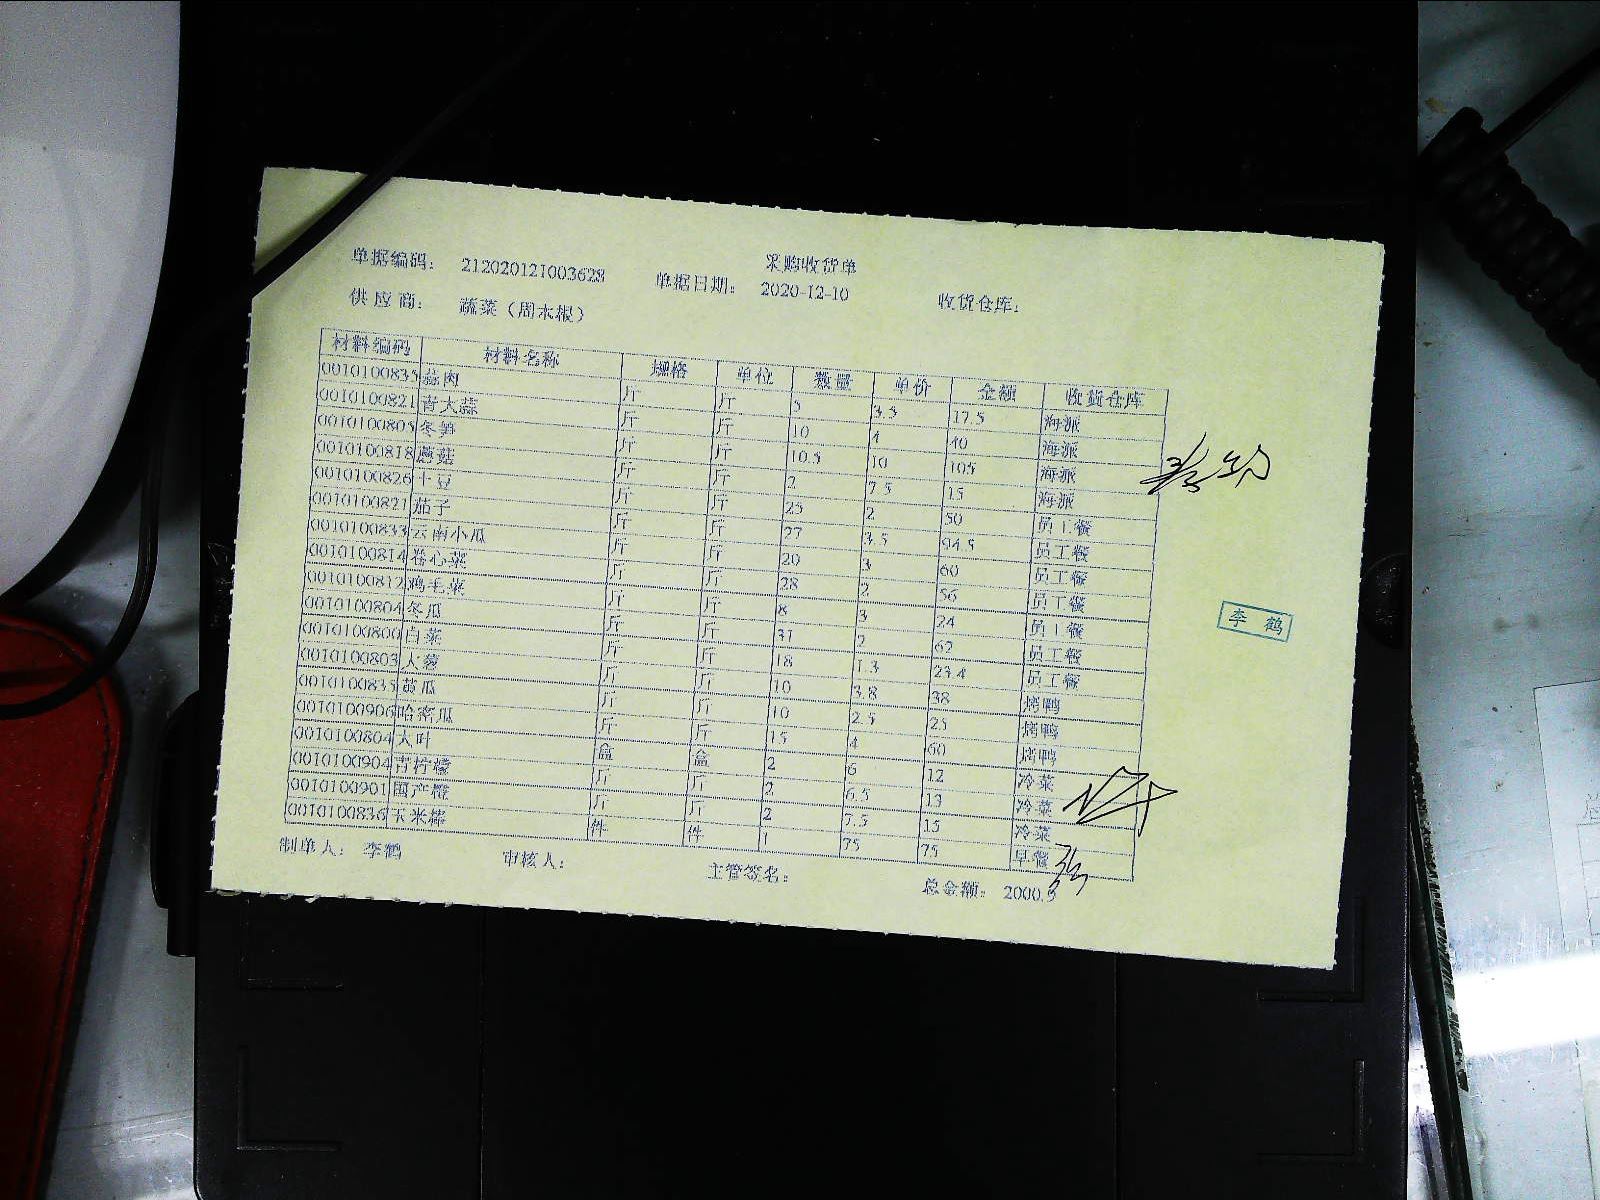 采购收货单
单据编码： 212020121003628 单据日期： 2020-12-10 收货仓库：
供应商： 蔬菜（周木根）
材料编码 材料名称 规格 单位 数量 单价 金额 收货仓库
0010100835 蒜肉 斤 斤 5 3.5 17.5 海派
0010100821 青大蒜 斤 斤 10 4 40 海派
0010100805 冬笋 斤 斤 10.5 10 105 海派
0010100818 蘑菇 斤 斤 2 7.5 15 海派
0010100826 土豆 斤 斤 25 2 50 员工餐
0010100821 茄子 斤 斤 27 3.5 94.5 员工餐
0010100833 云南小瓜 斤 斤 20 3 60 员工餐
0010100814 卷心菜 斤 斤 28 2 56 员工餐
0010100812 鸡毛菜 斤 斤 8 3 24 员工餐
0010100804 冬瓜 斤 斤 31 2 62 员工餐
0010100800 白菜 斤 斤 18 1.3 23.4 员工餐
0010100803 大葱 斤 斤 10 3.8 38 烤鸭
0010100835 黄瓜 斤 斤 10 2.5 25 烤鸭
0010100906 哈密瓜 斤 斤 15 4 60 烤鸭
0010100804 大叶 盒 盒 2 6 12 冷菜
0010100904 青柠檬 斤 斤 2 6.5 13 冷菜
0010100901 国产橙 斤 斤 2 7.5 15 冷菜
0010100836 玉米棒 件 件 1 75 75 早餐
制单人： 李鹤 审核人： 主管签名： 总金额： 2000.5
李鹤